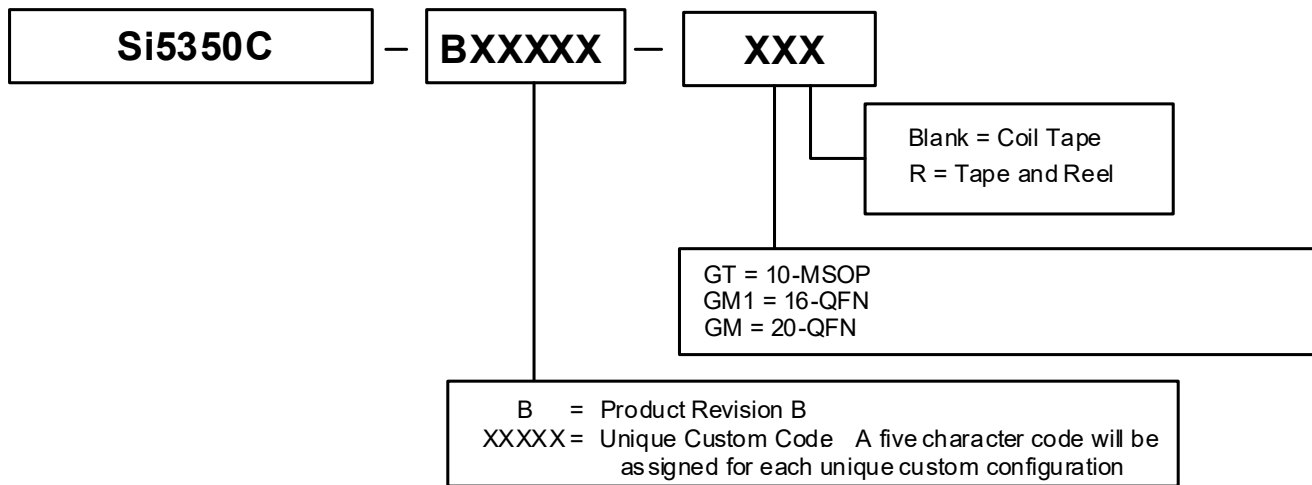 Si5350C – BXXXXX – XXX
Blank = Coil Tape
R = Tape and Reel
GT = 10-MSOP
GM1 = 16-QFN
GM = 20-QFN
B = Product Revision B
XXXXX = Unique Custom Code A five character code will be
assigned for each unique custom configuration